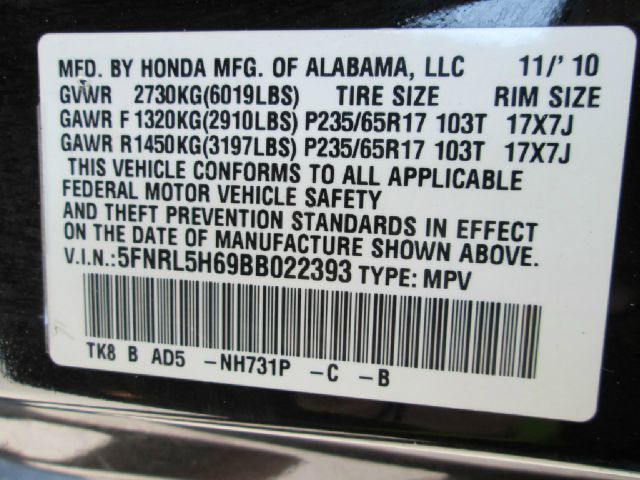 MFD. BY HONDA MFG. OF ALABAMA, LLC 11/'10
GVWR 2730KG(6019LBS) TIRE SIZE RIM SIZE
GAWR F 1320KG(2910LBS) P235/65R17 103T 17X7J
GAWR R1450KG(3197LBS) P235/65R17 103T 17X7J
THIS VEHICLE CONFORMS TO ALL APPLICABLE
FEDERAL MOTOR VEHICLE SAFETY
AND THEFT PREVENTION STANDARDS IN EFFECT
ON THE DATE OF MANUFACTURE SHOWN ABOVE.
V.I.N.:5FNRL5H69BB022393 TYPE: MPV
TK8 B AD5 -NH731P -C -B